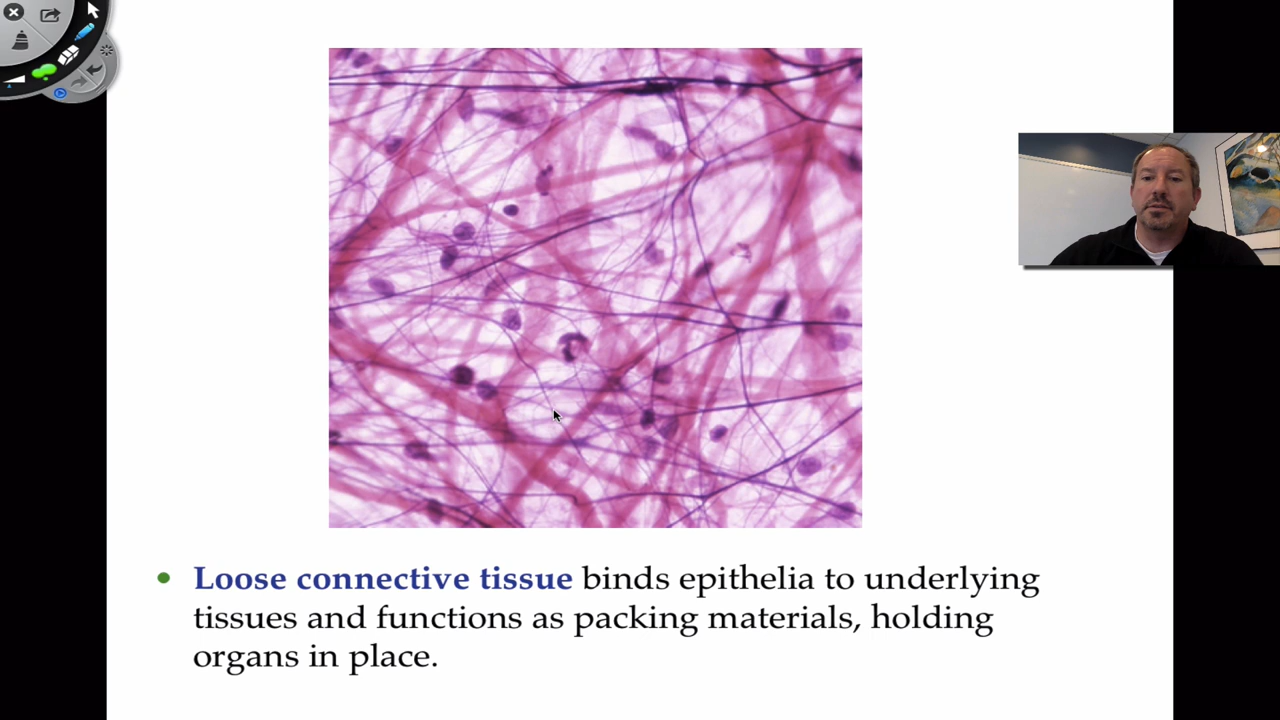 • Loose connective tissue binds epithelia to underlying
tissues and functions as packing materials, holding
organs in place.